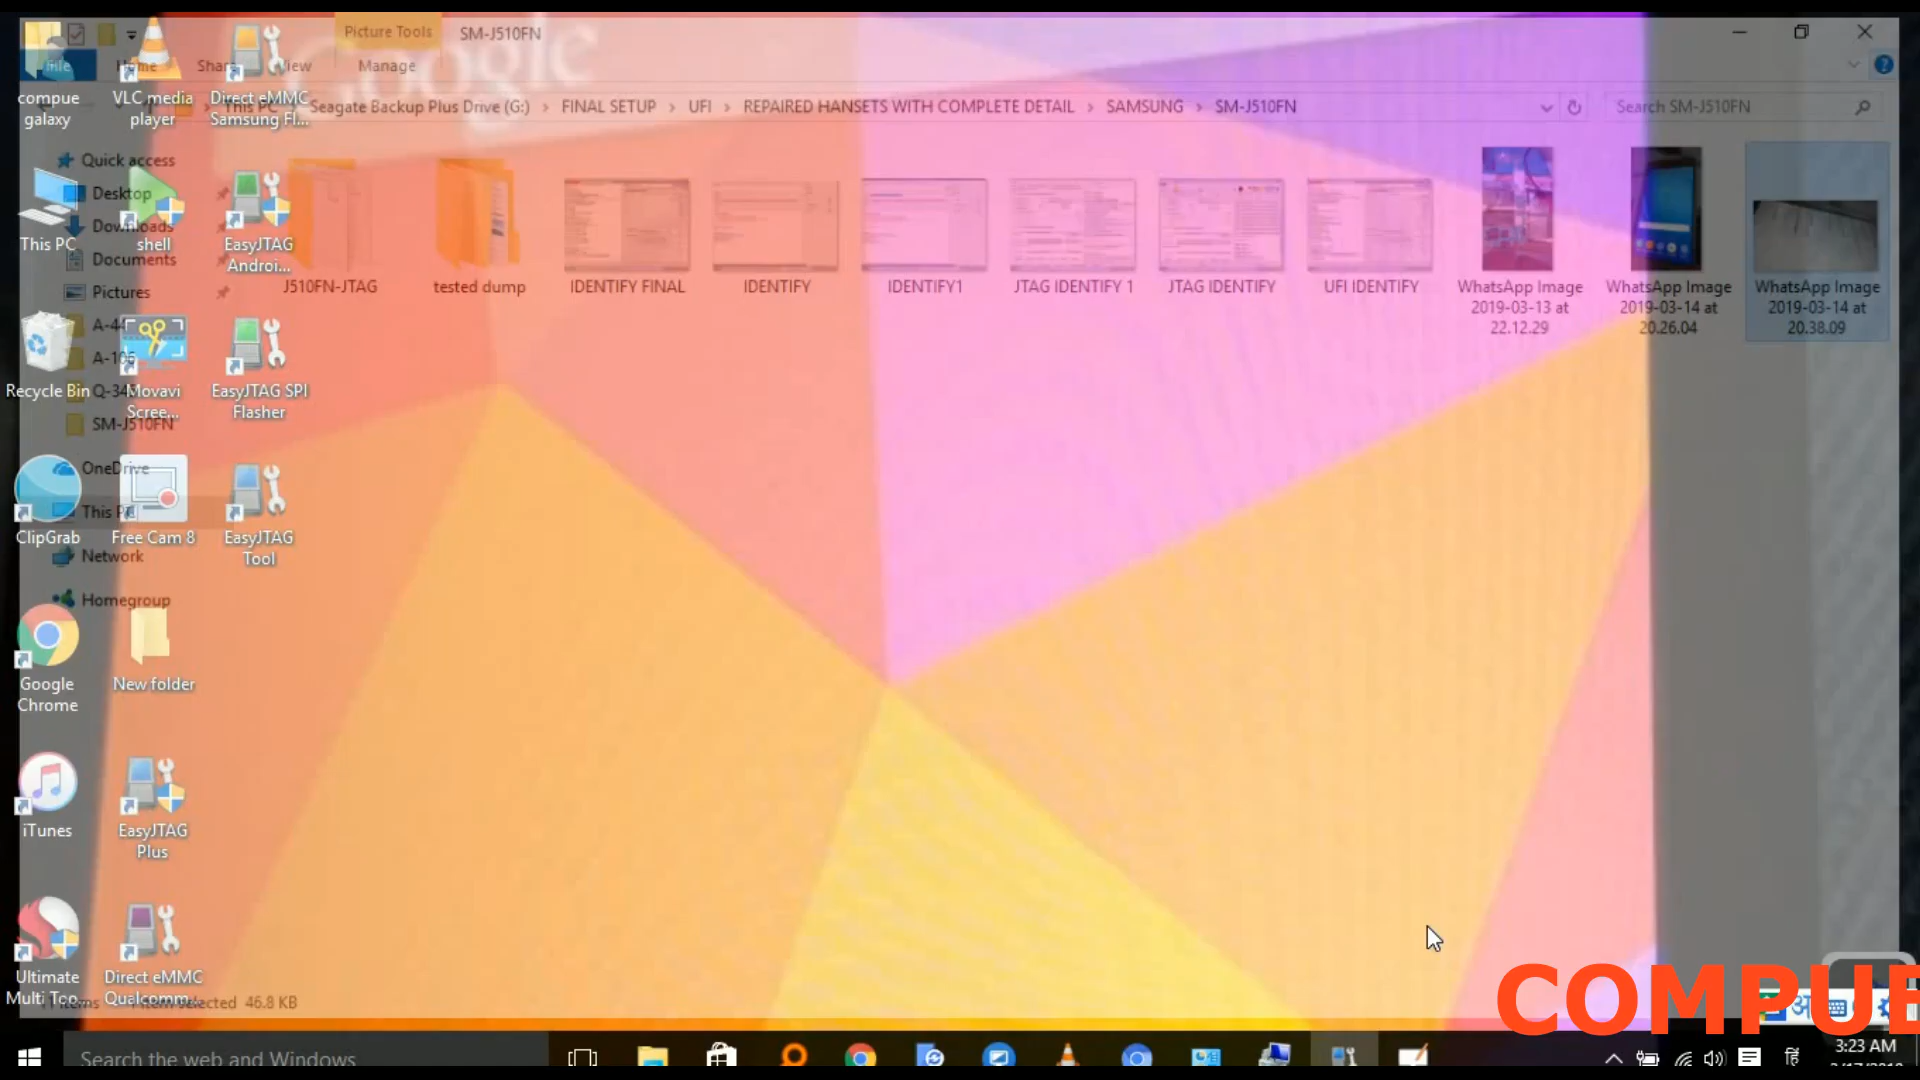 Picture Tools
SM-J510FN
Google
File
Home
Share
View
Manage
This PC › Seagate Backup Plus Drive (G:) › FINAL SETUP › UFI › REPAIRED HANSETS WITH COMPLETE DETAIL › SAMSUNG › SM-J510FN
Search SM-J510FN
Quick access
Desktop
Downloads
Documents
Pictures
A-10
SM-J510FN
OneDrive
This PC
Network
Homegroup
J510FN-JTAG
tested dump
IDENTIFY FINAL
IDENTIFY
IDENTIFY1
JTAG IDENTIFY 1
JTAG IDENTIFY
UFI IDENTIFY
WhatsApp Image
2019-03-13 at
22.12.29
WhatsApp Image
2019-03-14 at
20.26.04
WhatsApp Image
2019-03-14 at
20.38.09
compue
galaxy
VLC media
player
Direct eMMC
Samsung Fl...
This PC
shell
EasyJTAG
Androi...
Recycle Bin
Movavi
Scree...
EasyJTAG SPI
Flasher
ClipGrab
Free Cam 8
EasyJTAG
Tool
Google
Chrome
New folder
iTunes
EasyJTAG
Plus
Ultimate
Multi Too...
Direct eMMC
Qualcomm...
selected 46.8 KB
COMPUE
Search the web and Windows
हिं
3:23 AM